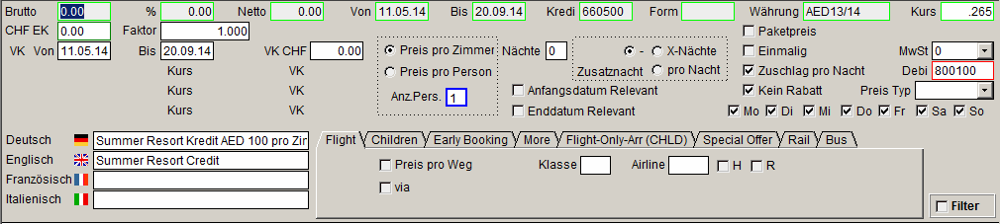 Brutto 0.00 % 0.00 Netto 0.00 Von 11.05.14 Bis 20.09.14 Kredi 660500 Form Währung AED13/14 Kurs .265
CHF EK 0.00 Faktor 1.000 Paketpreis
VK Von 11.05.14 Bis 20.09.14 VK CHF 0.00 Preis pro Zimmer Nächte 0 - X-Nächte Einmalig MwSt 0
Kurs VK Preis pro Person Zusatznacht pro Nacht Zuschlag pro Nacht Debi 800100
Kurs VK Anz.Pers. 1 Anfangsdatum Relevant Kein Rabatt Preis Typ
Kurs VK Enddatum Relevant Mo Di Mi Do Fr Sa So
Deutsch Summer Resort Kredit AED 100 pro Zir Flight Children Early Booking More Flight-Only-Arr (CHLD) Special Offer Rail Bus
Englisch Summer Resort Credit Preis pro Weg Klasse Airline H R
Französisch via
Italienisch Filter